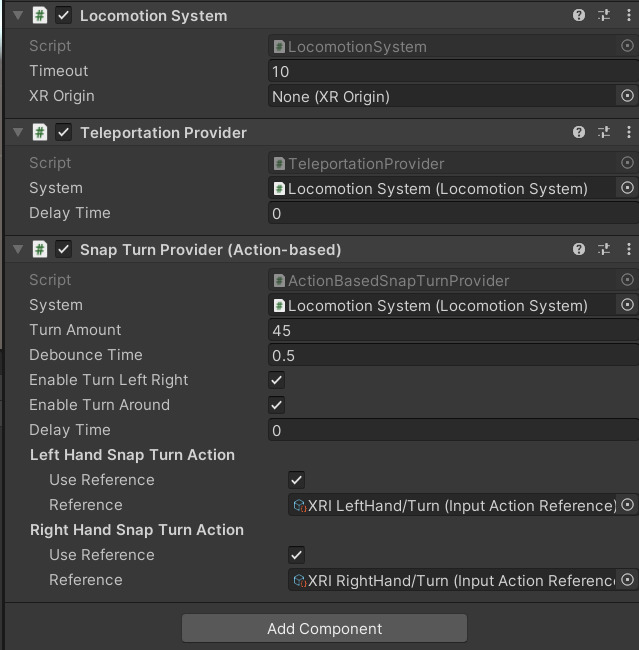 Locomotion System
Script LocomotionSystem
Timeout 10
XR Origin None (XR Origin)
Teleportation Provider
Script TeleportationProvider
System Locomotion System (Locomotion System)
Delay Time 0
Snap Turn Provider (Action-based)
Script ActionBasedSnapTurnProvider
System Locomotion System (Locomotion System)
Turn Amount 45
Debounce Time 0.5
Enable Turn Left Right
Enable Turn Around
Delay Time 0
Left Hand Snap Turn Action
Use Reference
Reference XRI LeftHand/Turn (Input Action Reference)
Right Hand Snap Turn Action
Use Reference
Reference XRI RightHand/Turn (Input Action Referenc
Add Component